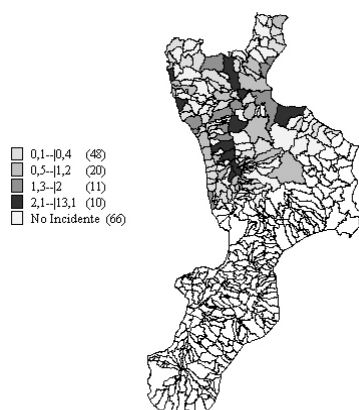 0,1--|0,4 (48)
0,5--|1,2 (20)
1,3--|2 (11)
2,1--|13,1 (10)
No Incidente (66)